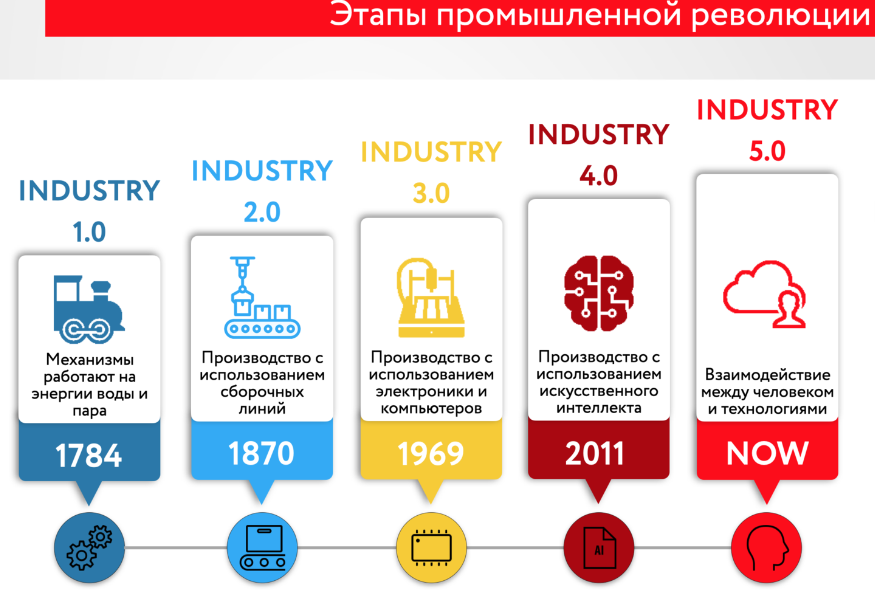 Этапы промышленной революции
INDUSTRY
1.0
Механизмы
работают на
энергии воды и
пара
1784
INDUSTRY
2.0
Производство с
использованием
сборочных
линий
1870
INDUSTRY
3.0
Производство с
использованием
электроники и
компьютеров
1969
INDUSTRY
4.0
Производство с
использованием
искусственного
интеллекта
2011
AI
INDUSTRY
5.0
Взаимодействие
между человеком
и технологиями
NOW